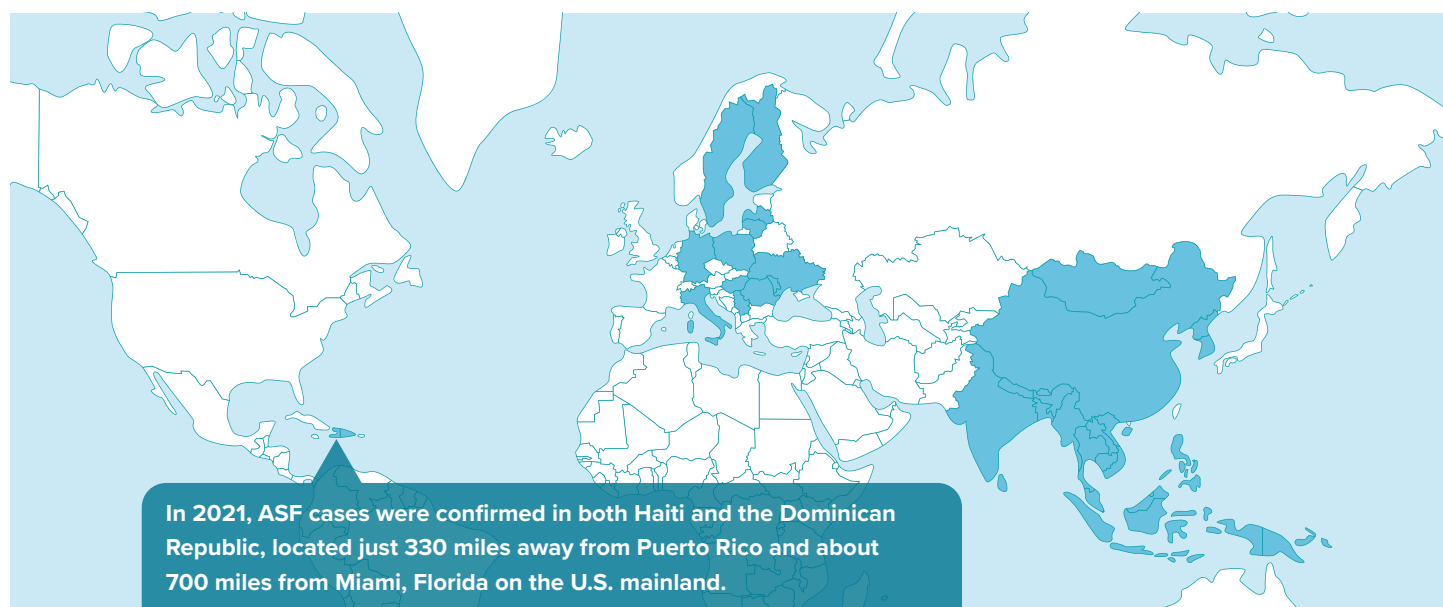 In 2021, ASF cases were confirmed in both Haiti and the Dominican
Republic, located just 330 miles away from Puerto Rico and about
700 miles from Miami, Florida on the U.S. mainland.